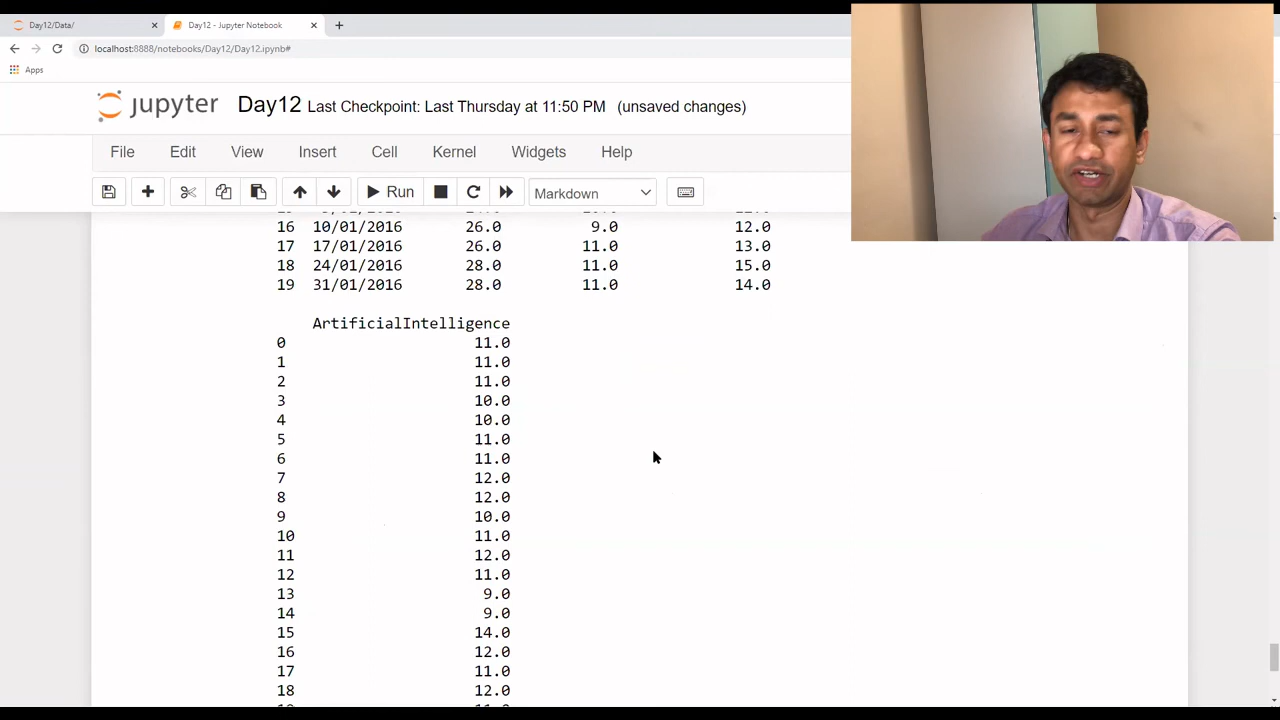 Day12/Data/
Day12 - Jupyter Notebook
localhost:8888/notebooks/Day12/Day12.ipynb#
Apps
jupyter Day12 Last Checkpoint: Last Thursday at 11:50 PM (unsaved changes)
File Edit View Insert Cell Kernel Widgets Help
Run Markdown
16 10/01/2016 26.0 9.0 12.0
17 17/01/2016 26.0 11.0 13.0
18 24/01/2016 28.0 11.0 15.0
19 31/01/2016 28.0 11.0 14.0
ArtificialIntelligence
0 11.0
1 11.0
2 11.0
3 10.0
4 10.0
5 11.0
6 11.0
7 12.0
8 12.0
9 10.0
10 11.0
11 12.0
12 11.0
13 9.0
14 9.0
15 14.0
16 12.0
17 11.0
18 12.0